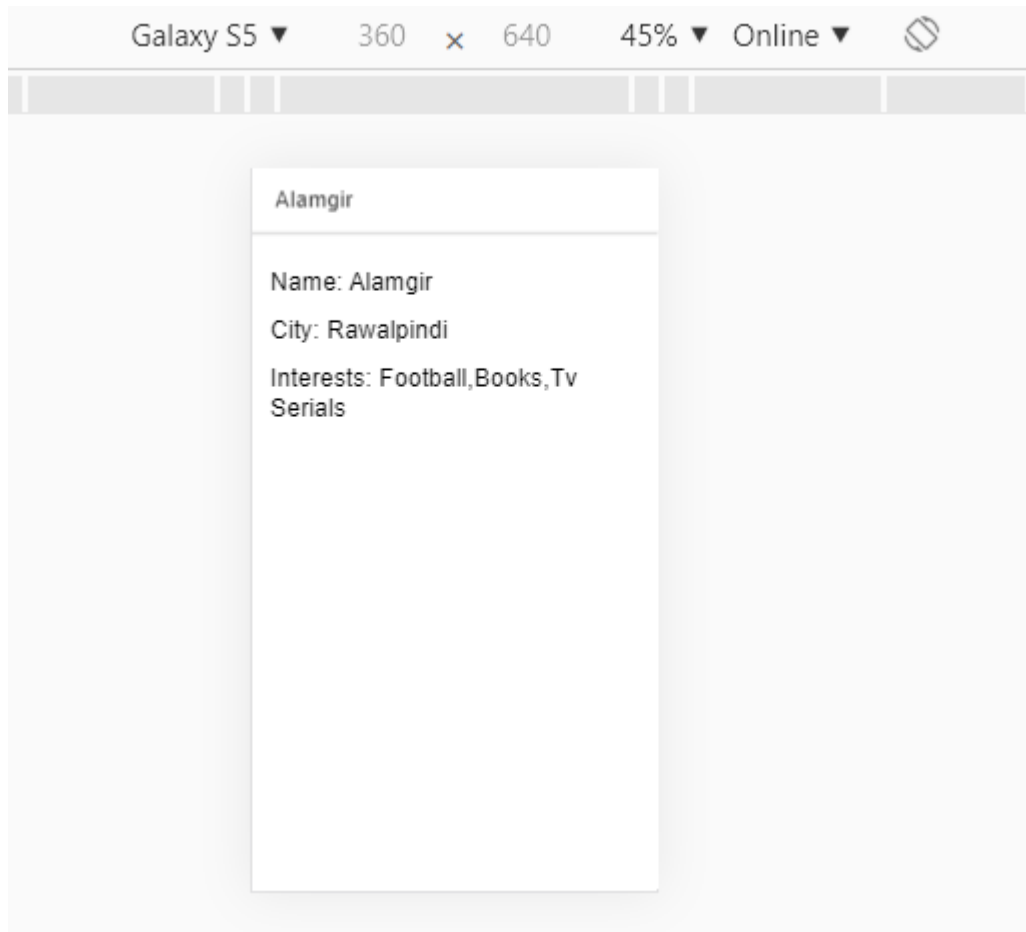 Galaxy S5 ▼ 360 × 640 45% ▼ Online ▼
Alamgir
Name: Alamgir
City: Rawalpindi
Interests: Football,Books,Tv
Serials